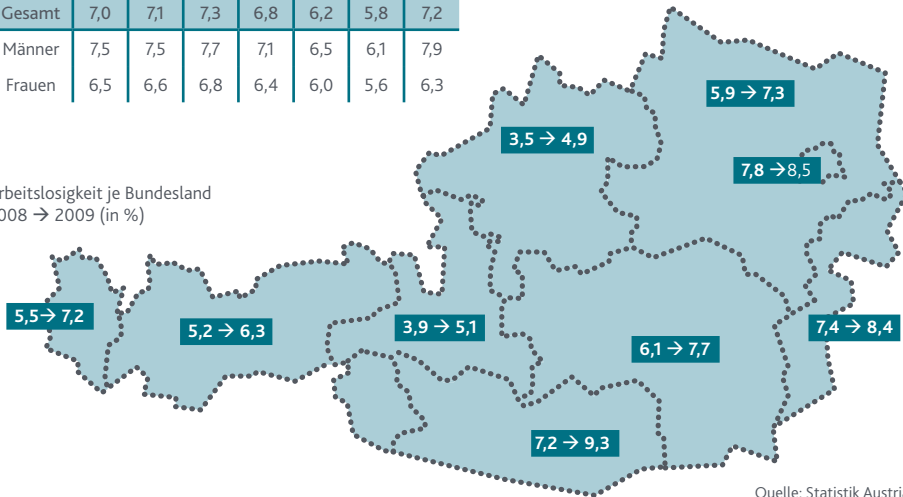 Gesamt 7,0 7,1 7,3 6,8 6,2 5,8 7,2
Männer 7,5 7,5 7,7 7,1 6,5 6,1 7,9
Frauen 6,5 6,6 6,8 6,4 6,0 5,6 6,3
5,9 → 7,3
3,5 → 4,9
7,8 → 8,5
rbeitslosigkeit je Bundesland
008 → 2009 (in %)
5,5 → 7,2
5,2 → 6,3
3,9 → 5,1
7,4 → 8,4
6,1 → 7,7
7,2 → 9,3
Quelle: Statistik Austri